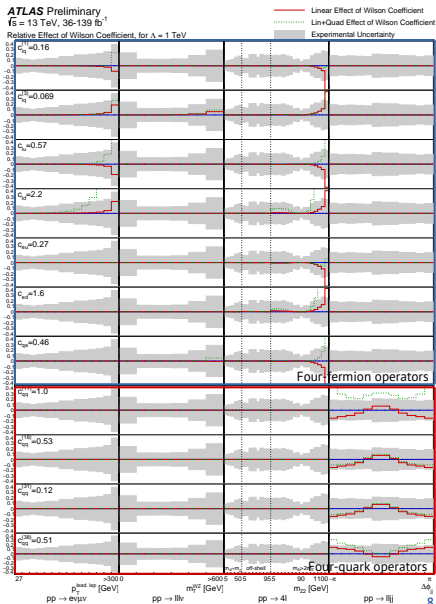 ATLAS Preliminary
√s = 13 TeV, 36-139 fb⁻¹
Relative Effect of Wilson Coefficient, for Λ = 1 TeV
Linear Effect of Wilson Coefficient
Lin+Quad Effect of Wilson Coefficient
Experimental Uncertainty
c_lq^(1)=0.16
c_lq^(3)=0.069
c_lu=0.57
c_ld=2.2
c_eu=0.27
c_ed=1.6
c_qe=0.46
Four-fermion operators
c_qq^(11)=1.0
c_qq^(18)=0.53
c_qq^(31)=0.12
c_qq^(38)=0.51
Four-quark operators
27 p_T^lead. lep [GeV] >3000
m_T^WZ [GeV] >600
505 955 90 m_Z2 [GeV] 1100
-π Δϕ_jj π
off-shell
pp → eνμν
pp → lllν
pp → 4l
pp → lljj
8